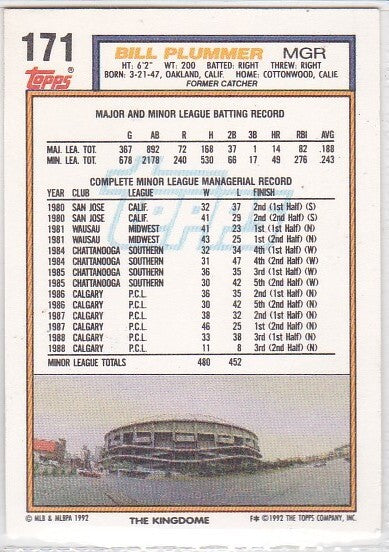 171 BILL PLUMMER MGR
Topps HT: 6'2" WT: 200 BATTED: RIGHT THREW: RIGHT
BORN: 3-21-47, OAKLAND, CALIF. HOME: COTTONWOOD, CALIF.
FORMER CATCHER
MAJOR AND MINOR LEAGUE BATTING RECORD
G AB R H 2B 3B HR RBI AVG
MAJ. LEA. TOT. 367 892 72 168 37 1 14 82 .188
MIN. LEA. TOT. 678 2178 240 530 66 17 49 276 .243
COMPLETE MINOR LEAGUE MANAGERIAL RECORD
YEAR CLUB LEAGUE W L FINISH
1980 SAN JOSE CALIF. 32 37 2nd (1st Half) (S)
1980 SAN JOSE CALIF. 41 29 2nd (2nd Half) (S)
1981 WAUSAU MIDWEST 41 23 1st (1st Half) (N)
1981 WAUSAU MIDWEST 43 25 1st (2nd Half) (N)
1984 CHATTANOOGA SOUTHERN 32 34 4th (1st Half) (W)
1984 CHATTANOOGA SOUTHERN 31 47 4th (2nd Half) (W)
1985 CHATTANOOGA SOUTHERN 36 35 3rd (1st Half) (W)
1985 CHATTANOOGA SOUTHERN 30 42 5th (2nd Half) (W)
1986 CALGARY P.C.L. 36 35 2nd (1st Half) (N)
1986 CALGARY P.C.L. 30 42 5th (2nd Half) (N)
1987 CALGARY P.C.L. 38 32 2nd (1st Half) (N)
1987 CALGARY P.C.L. 46 25 1st (2nd Half) (N)
1988 CALGARY P.C.L. 33 38 3rd (1st Half) (N)
1988 CALGARY P.C.L. 11 8 3rd (2nd Half) (N)
MINOR LEAGUE TOTALS 480 452
© MLB & MLBPA 1992 THE KINGDOME F* © 1992 THE TOPPS COMPANY, INC.